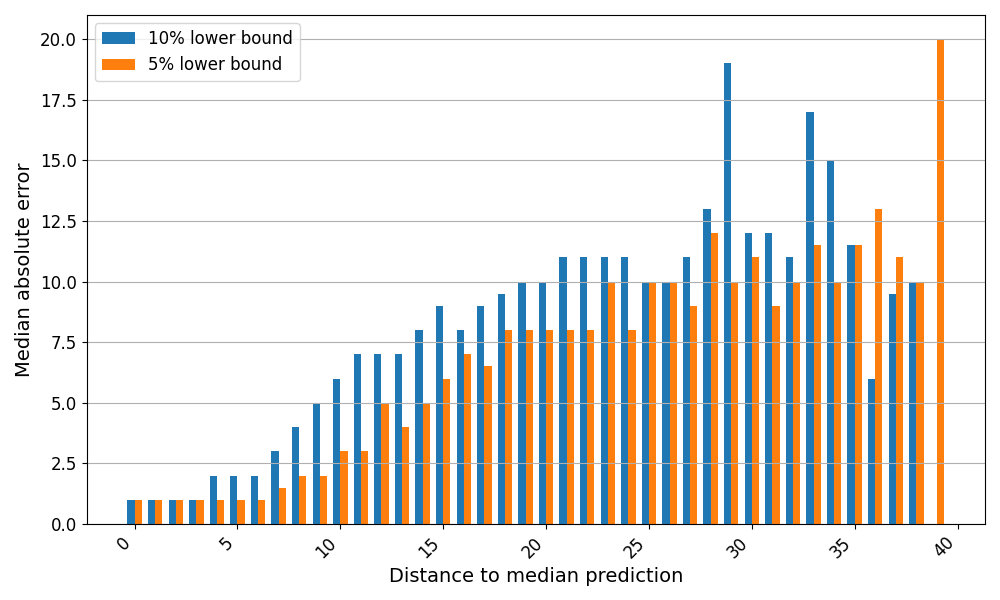 10% lower bound
5% lower bound
Median absolute error
20.0
17.5
15.0
12.5
10.0
7.5
5.0
2.5
0.0
0 5 10 15 20 25 30 35 40
Distance to median prediction